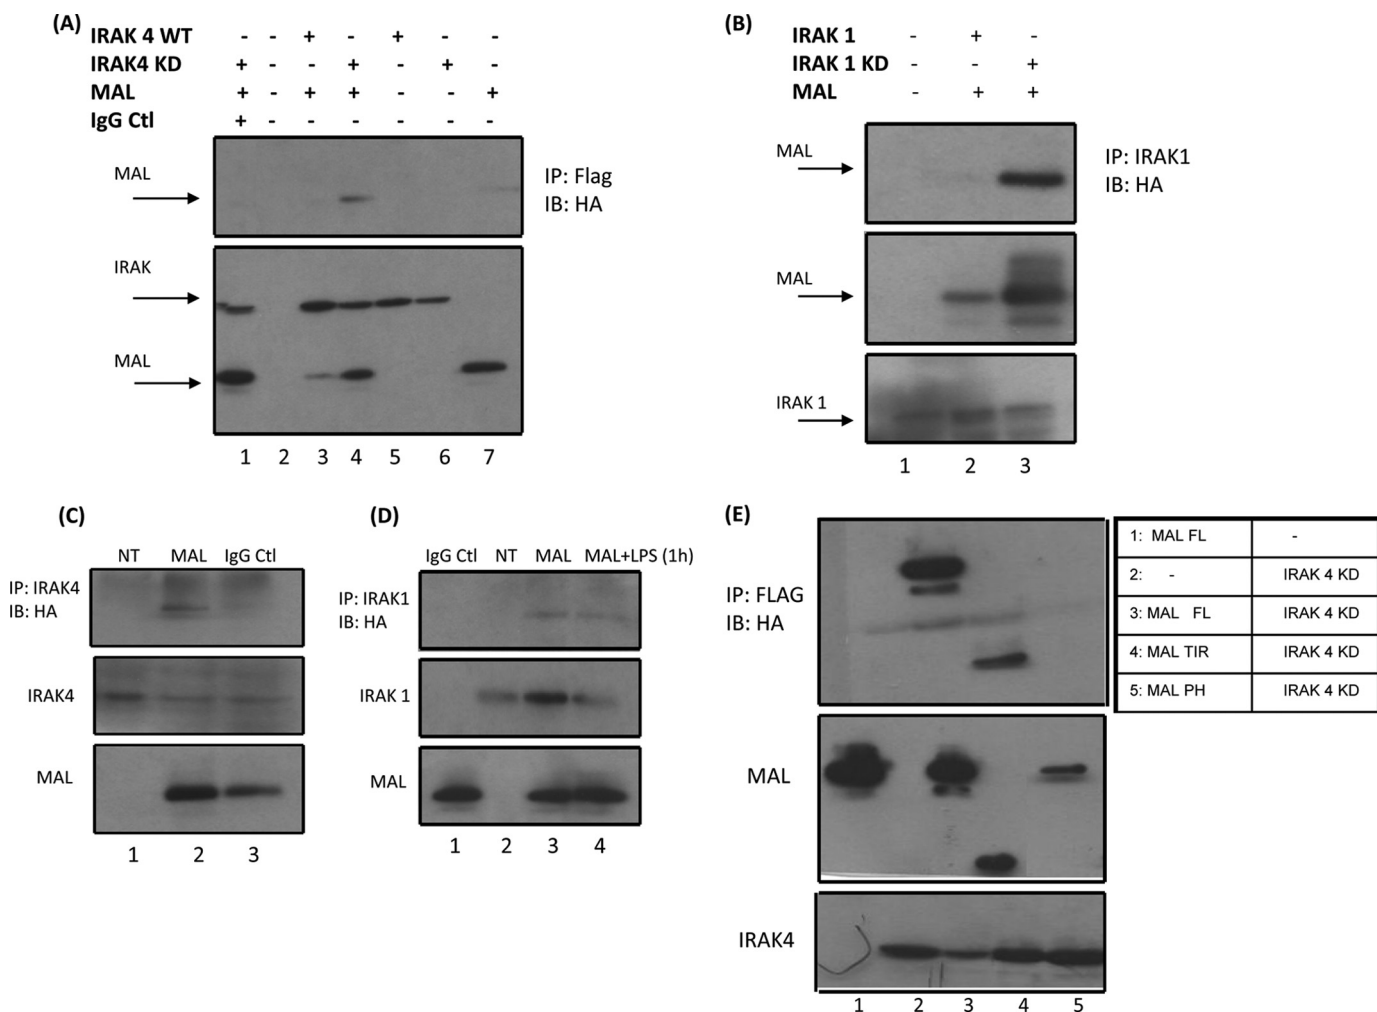 (A)
IRAK 4 WT - - + - + - -
IRAK4 KD + - - + - + -
MAL + - + + - - +
IgG Ctl + - - - - - -
MAL
IP: Flag
IB: HA
IRAK
MAL
1 2 3 4 5 6 7
(B)
IRAK 1 - + -
IRAK 1 KD - - +
MAL - + +
MAL
IP: IRAK1
IB: HA
MAL
IRAK 1
1 2 3
(C)
NT MAL IgG Ctl
IP: IRAK4
IB: HA
IRAK4
MAL
1 2 3
(D)
IgG Ctl NT MAL MAL+LPS (1h)
IP: IRAK1
IB: HA
IRAK 1
MAL
1 2 3 4
(E)
IP: FLAG
IB: HA
MAL
IRAK4
1 2 3 4 5
1: MAL FL -
2: - IRAK 4 KD
3: MAL FL IRAK 4 KD
4: MAL TIR IRAK 4 KD
5: MAL PH IRAK 4 KD